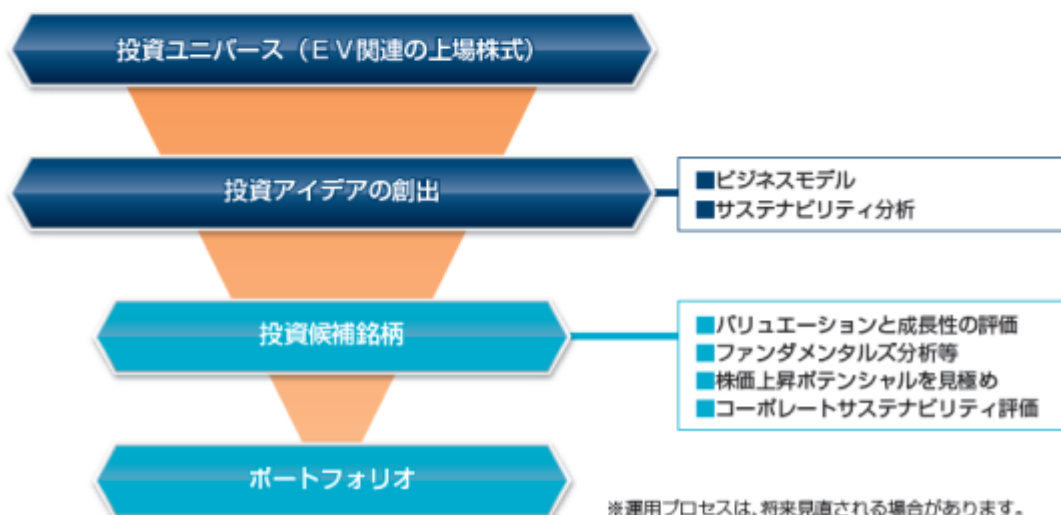 投資ユニバース（ＥＶ関連の上場株式）
投資アイデアの創出
■ビジネスモデル
■サステナビリティ分析
投資候補銘柄
■バリュエーションと成長性の評価
■ファンダメンタルズ分析等
■株価上昇ポテンシャルを見極め
■コーポレートサステナビリティ評価
ポートフォリオ
※運用プロセスは、将来見直される場合があります。